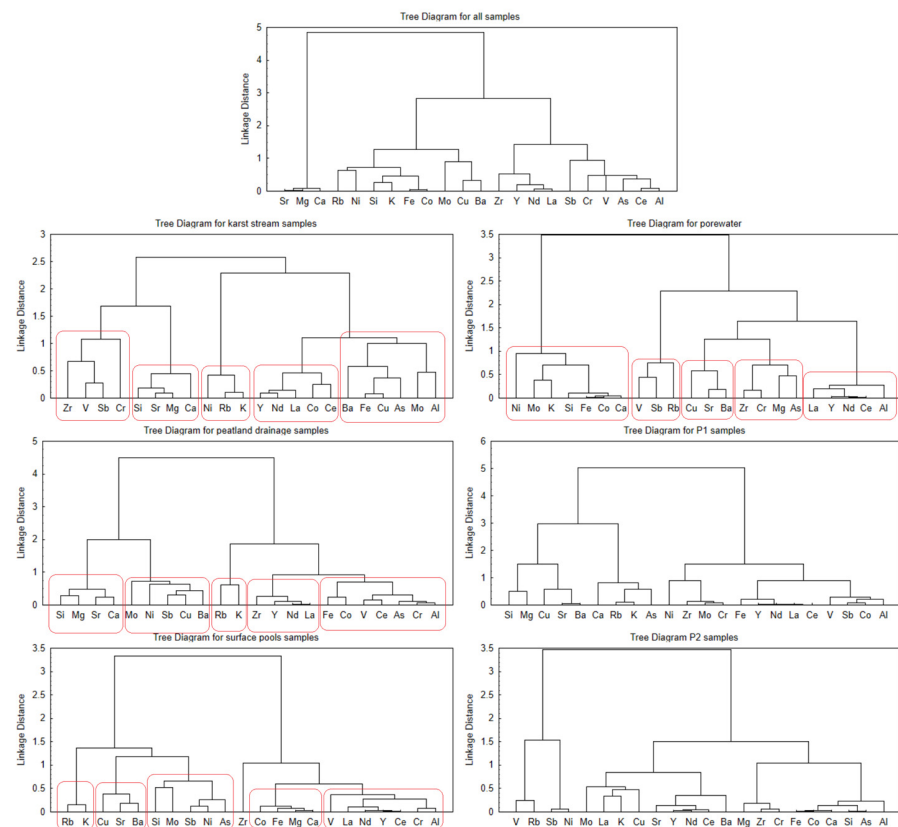 Tree Diagram for all samples
5
4
3
2
1
0
Linkage Distance
Sr Mg Ca Rb Ni Si K Fe Co Mo Cu Ba Zr Y Nd La Sb Cr V As Ce Al
Tree Diagram for karst stream samples
3
2.5
2
1.5
1
0.5
0
Linkage Distance
Zr V Sb Cr Si Sr Mg Ca Ni Rb K Y Nd La Co Ce Ba Fe Cu As Mo Al
Tree Diagram for porewater
3.5
3
2.5
2
1.5
1
0.5
0
Linkage Distance
Ni Mo K Si Fe Co Ca V Sb Rb Cu Sr Ba Zr Cr Mg As La Y Nd Ce Al
Tree Diagram for peatland drainage samples
5
4
3
2
1
0
Linkage Distance
Si Mg Sr Ca Mo Ni Sb Cu Ba Rb K Zr Y Nd La Fe Co V Ce As Cr Al
Tree Diagram for P1 samples
6
5
4
3
2
1
0
Linkage Distance
Si Mg Cu Sr Ba Ca Rb K As Ni Zr Mo Cr Fe Y Nd La Ce V Sb Co Al
Tree Diagram for surface pools samples
3.5
3
2.5
2
1.5
1
0.5
0
Linkage Distance
Rb K Cu Sr Ba Si Mo Sb Ni As Zr Co Fe Mg Ca V La Nd Y Ce Cr Al
Tree Diagram P2 samples
3.5
3
2.5
2
1.5
1
0.5
0
Linkage Distance
V Rb Sb Ni Mo La K Cu Sr Y Nd Ce Ba Mg Zr Cr Fe Co Ca Si As Al